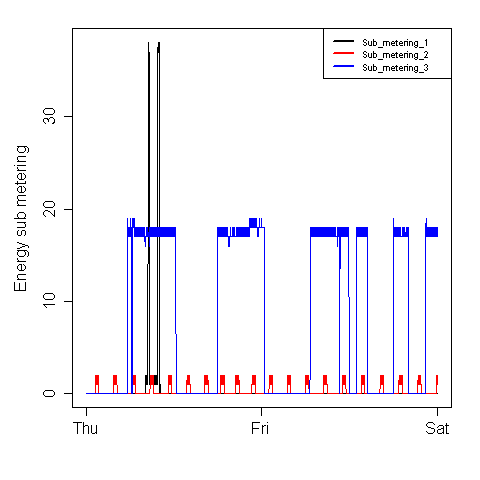 Sub_metering_1
Sub_metering_2
Sub_metering_3
Energy sub metering
30
20
10
0
Thu Fri Sat